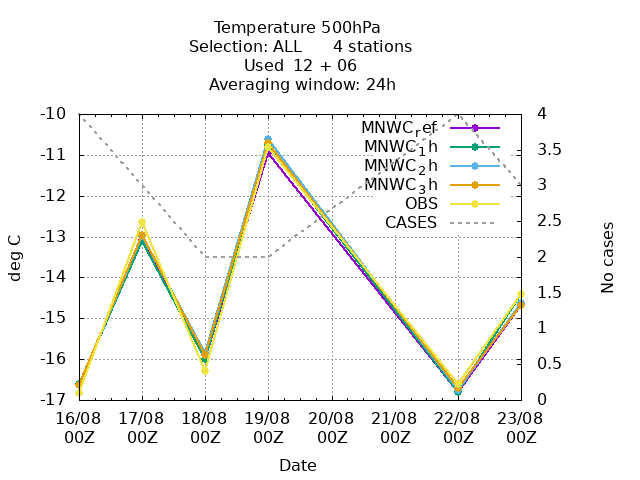 Temperature 500hPa
Selection: ALL 4 stations
Used 12 + 06
Averaging window: 24h
deg C
-10
-11
-12
-13
-14
-15
-16
-17
MNWC_ref
MNWC_1h
MNWC_2h
MNWC_3h
OBS
CASES
4
3.5
3
2.5
2
1.5
1
0.5
0
No cases
16/08 17/08 18/08 19/08 20/08 21/08 22/08 23/08
00Z 00Z 00Z 00Z 00Z 00Z 00Z 00Z
Date